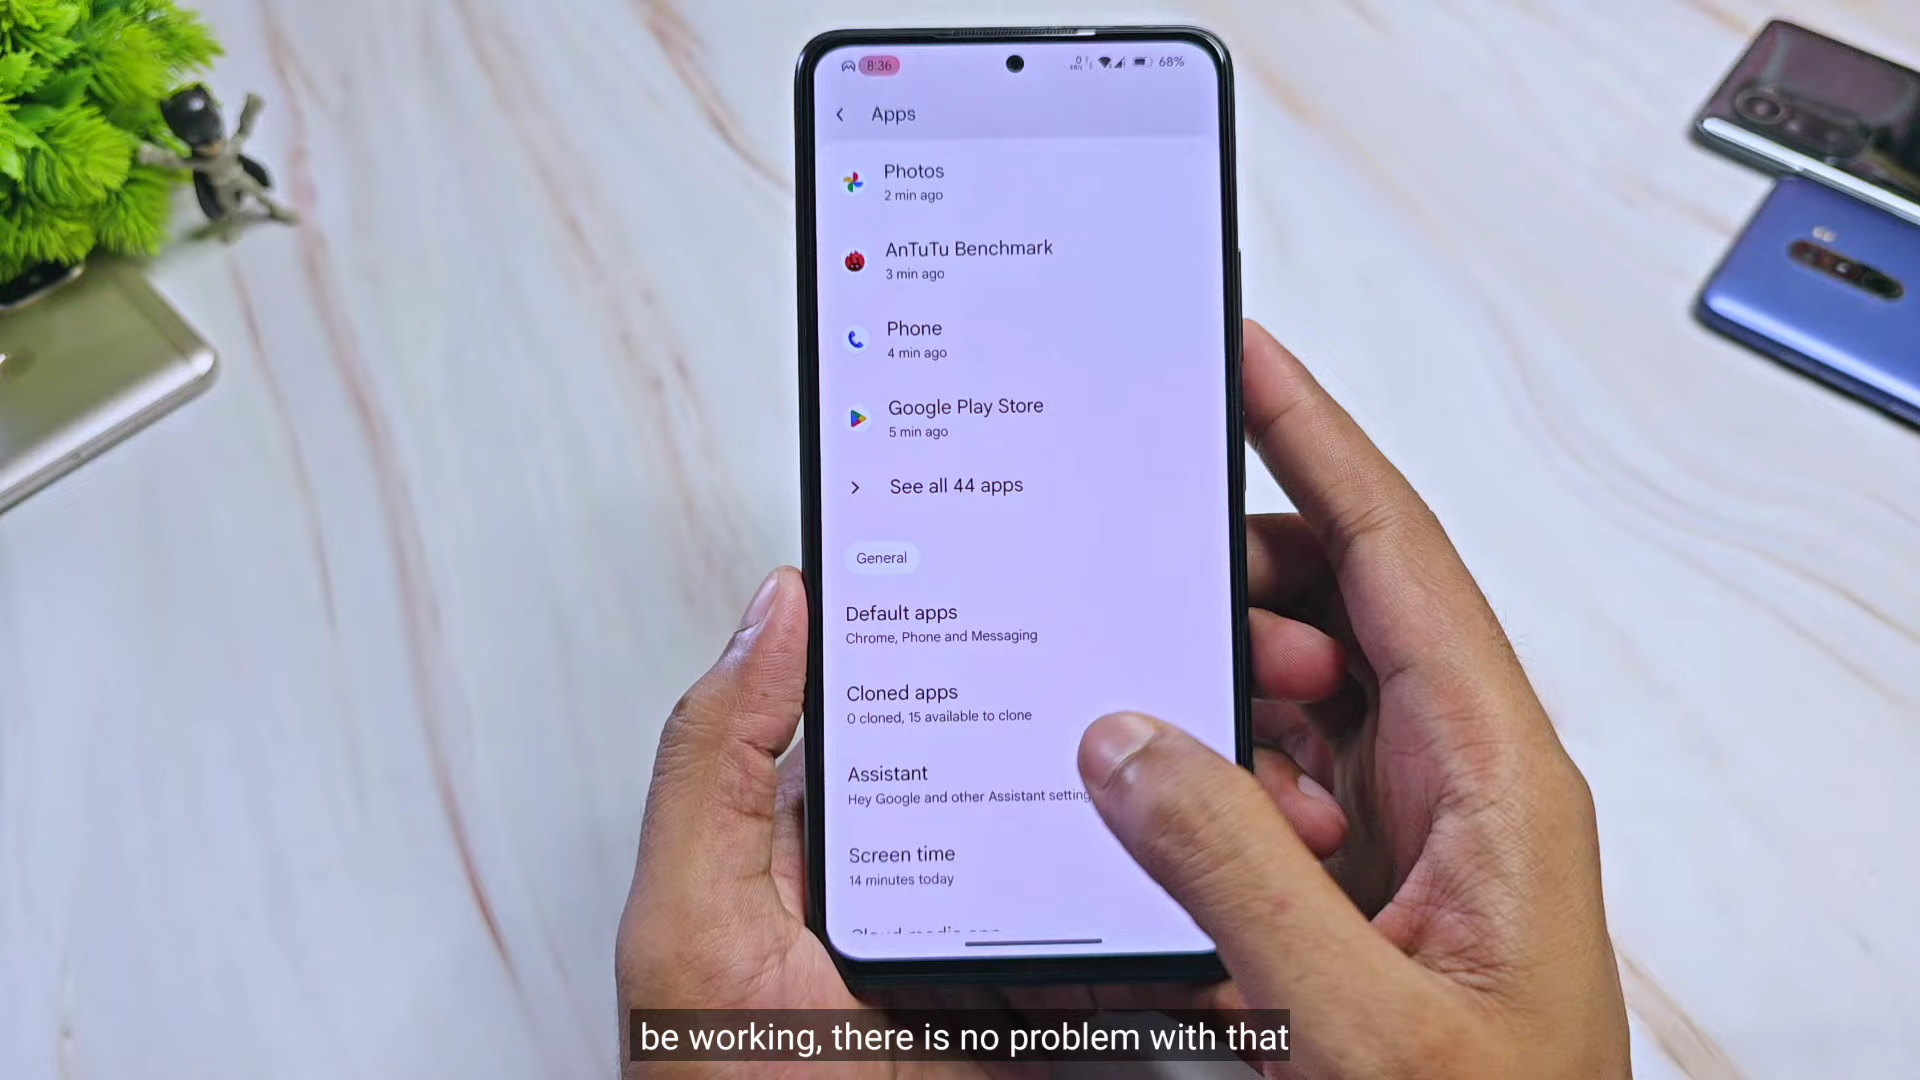 8:36
68%
Apps
Photos
2 min ago
AnTuTu Benchmark
3 min ago
Phone
4 min ago
Google Play Store
5 min ago
See all 44 apps
General
Default apps
Chrome, Phone and Messaging
Cloned apps
0 cloned, 15 available to clone
Assistant
Hey Google and other Assistant setting
Screen time
14 minutes today
be working, there is no problem with that